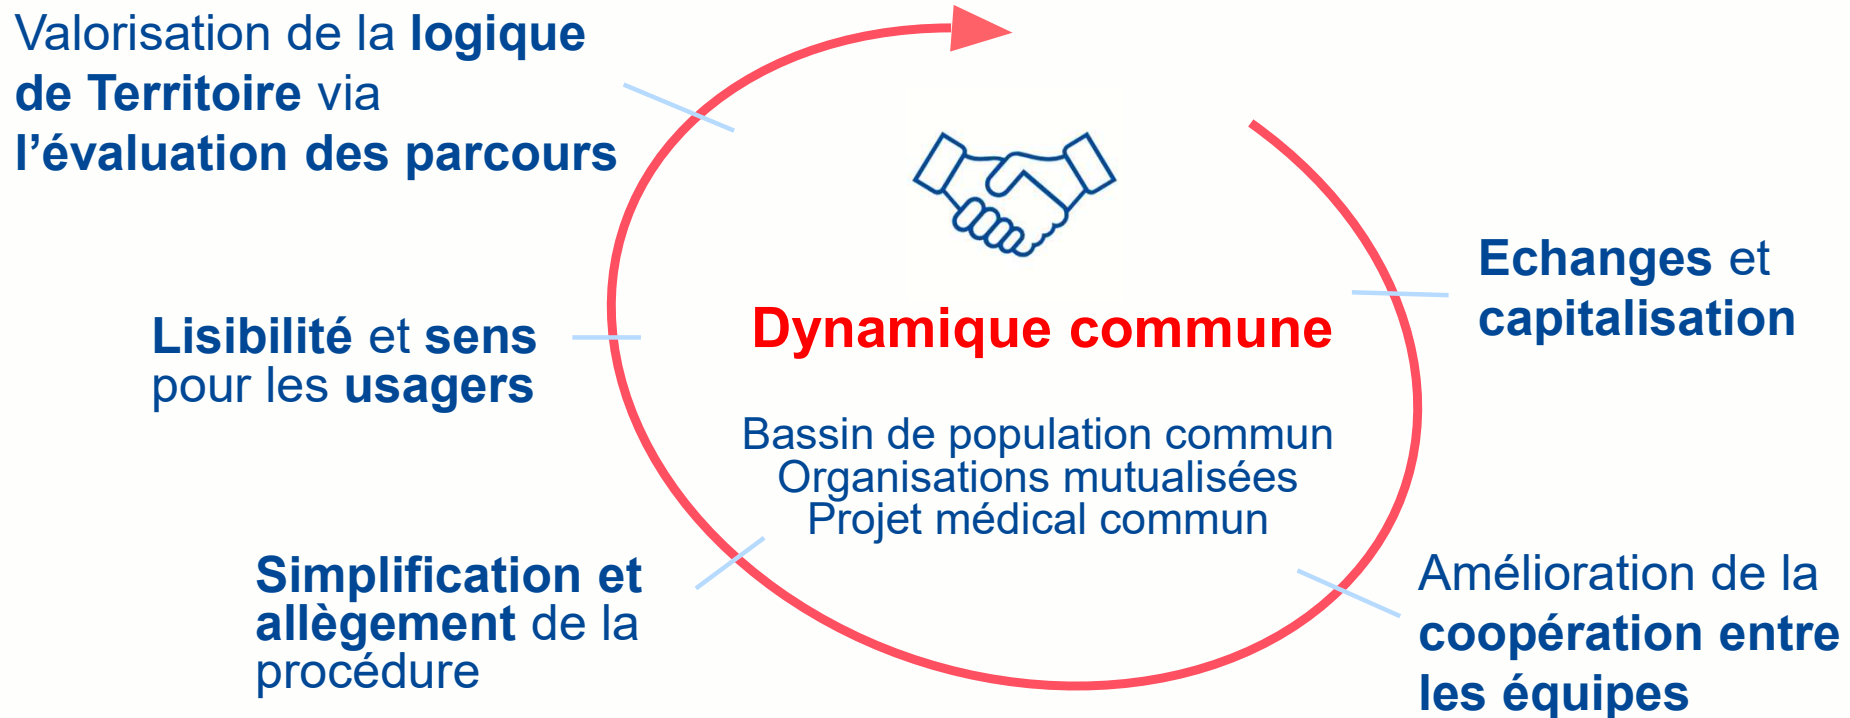 Valorisation de la logique
de Territoire via
l’évaluation des parcours
Lisibilité et sens
pour les usagers
Simplification et
allègement de la
procédure
Dynamique commune
Bassin de population commun
Organisations mutualisées
Projet médical commun
Echanges et
capitalisation
Amélioration de la
coopération entre
les équipes